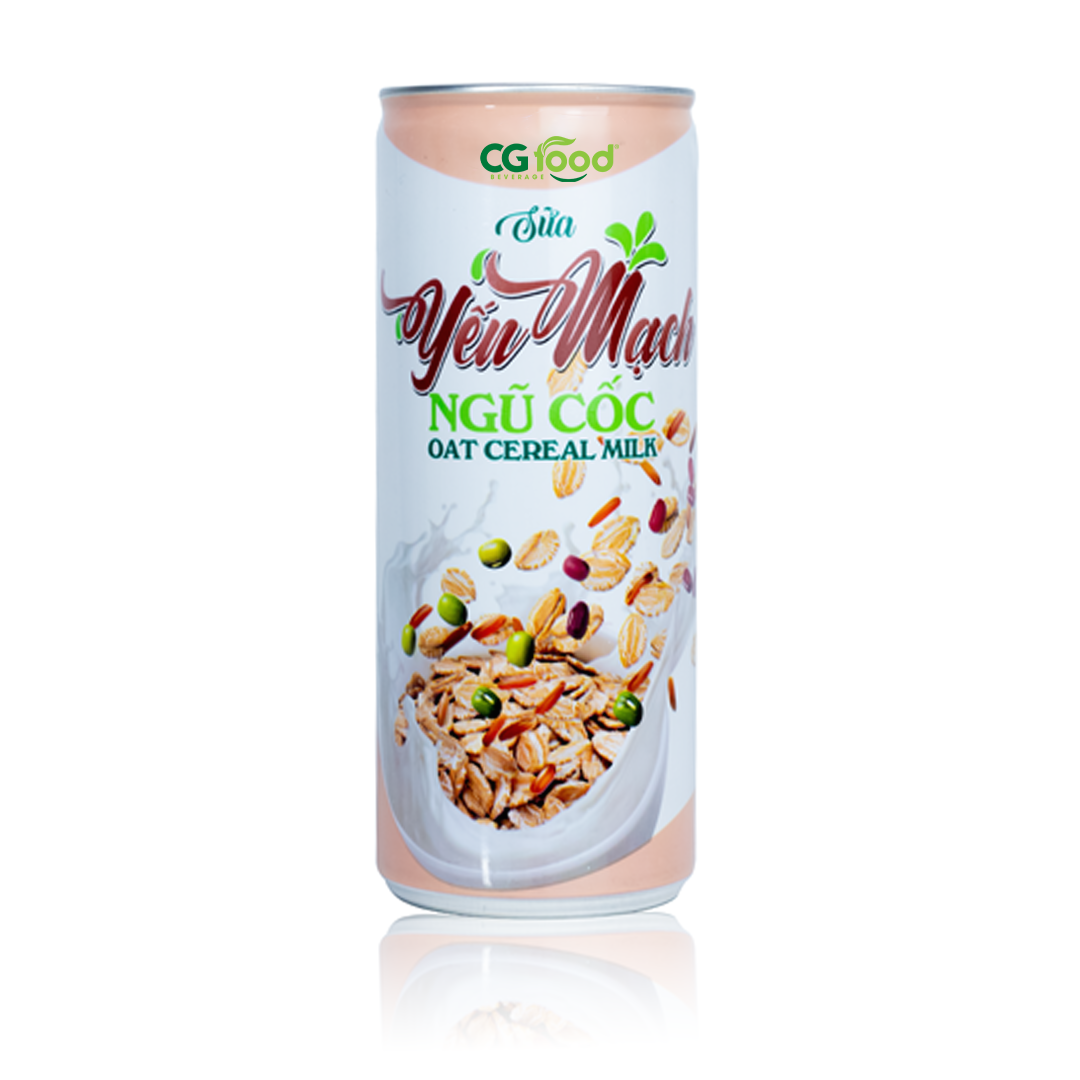 CG food
BEVERAGE
Sữa
Yến Mạch
NGŨ CỐC
OAT CEREAL MILK